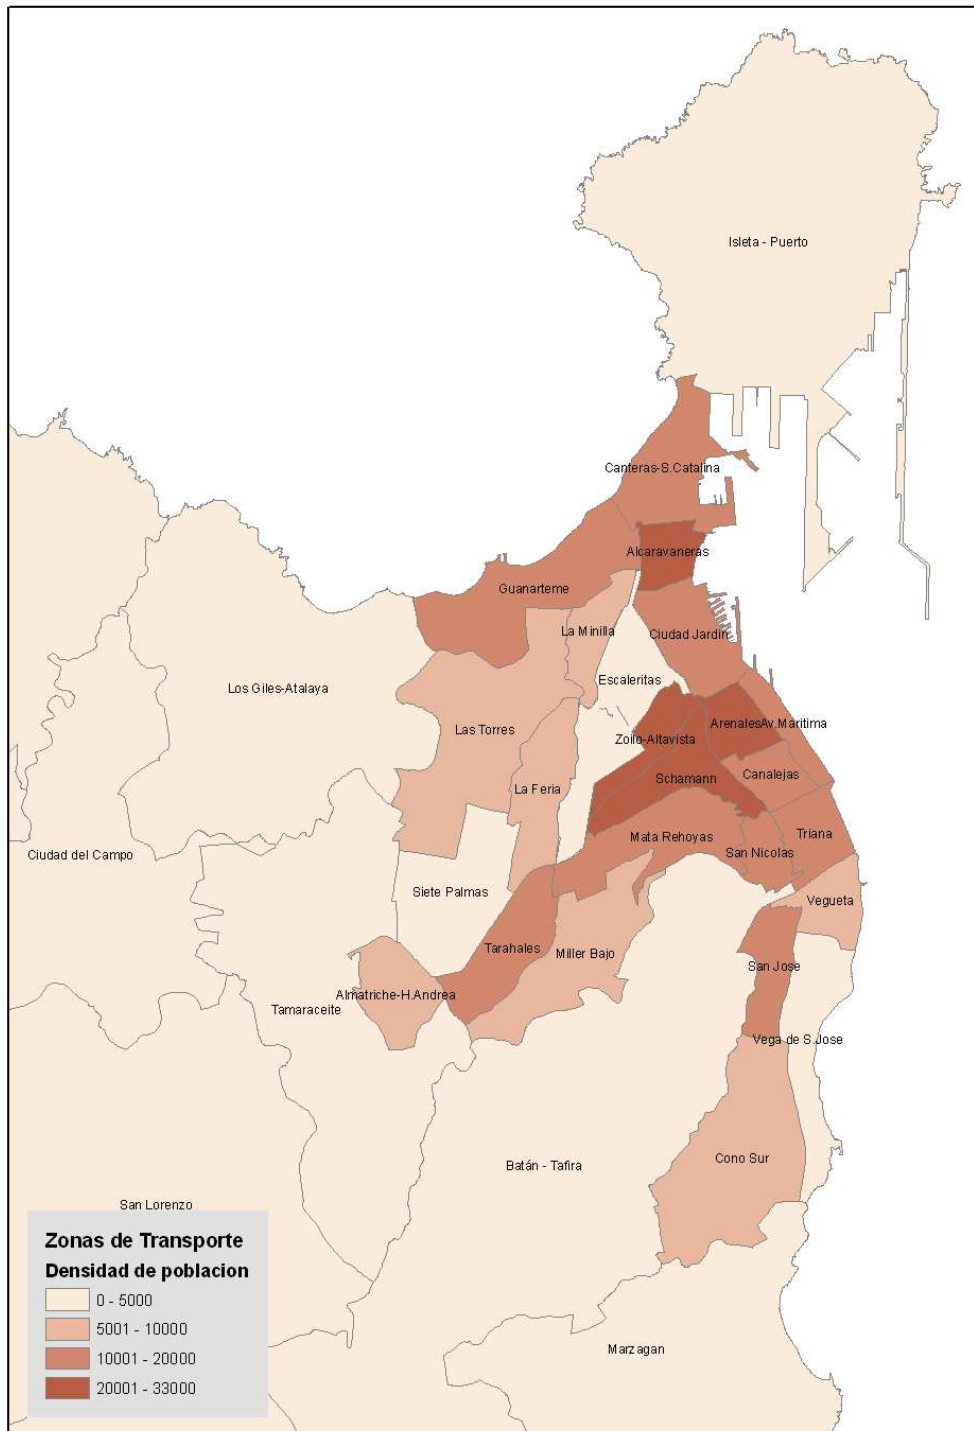 Isleta - Puerto
Canteras-S.Catalina
Alcaravaneras
Guanarteme
La Minilla
Ciudad Jardin
Escaleritas
Los Giles-Atalaya
Las Torres
Arenales
Av.Maritima
Zoilo-Altavista
Schamann
Canalejas
La Feria
Mata Rehoyas
Triana
San Nicolas
Ciudad del Campo
Siete Palmas
Vegueta
Tarahales
Miller Bajo
San Jose
Almatriche-H.Andrea
Tamaraceite
Vega de S.Jose
Cono Sur
Batán - Tafira
San Lorenzo
Marzagan
Zonas de Transporte
Densidad de poblacion
0 - 5000
5001 - 10000
10001 - 20000
20001 - 33000